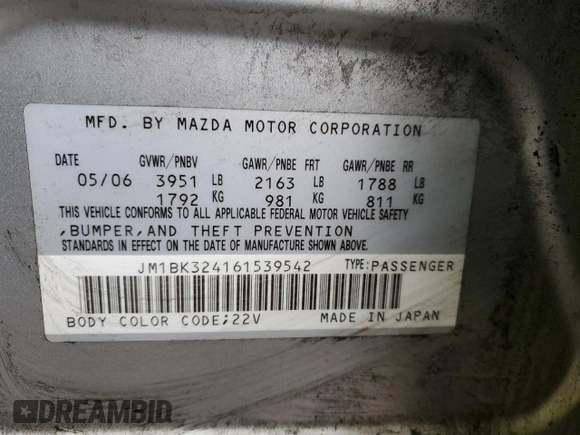 MFD. BY MAZDA MOTOR CORPORATION
DATE GVWR/PNBV GAWR/PNBE FRT GAWR/PNBE RR
05/06 3951 LB 2163 LB 1788 LB
1792 KG 981 KG 811 KG
THIS VEHICLE CONFORMS TO ALL APPLICABLE FEDERAL MOTOR VEHICLE SAFETY
,BUMPER,AND THEFT PREVENTION
STANDARDS IN EFFECT ON THE DATE OF MANUFACTURE SHOWN ABOVE.
JM1BK324161539542 TYPE:PASSENGER
BODY COLOR CODE;22V MADE IN JAPAN
DREAMBID